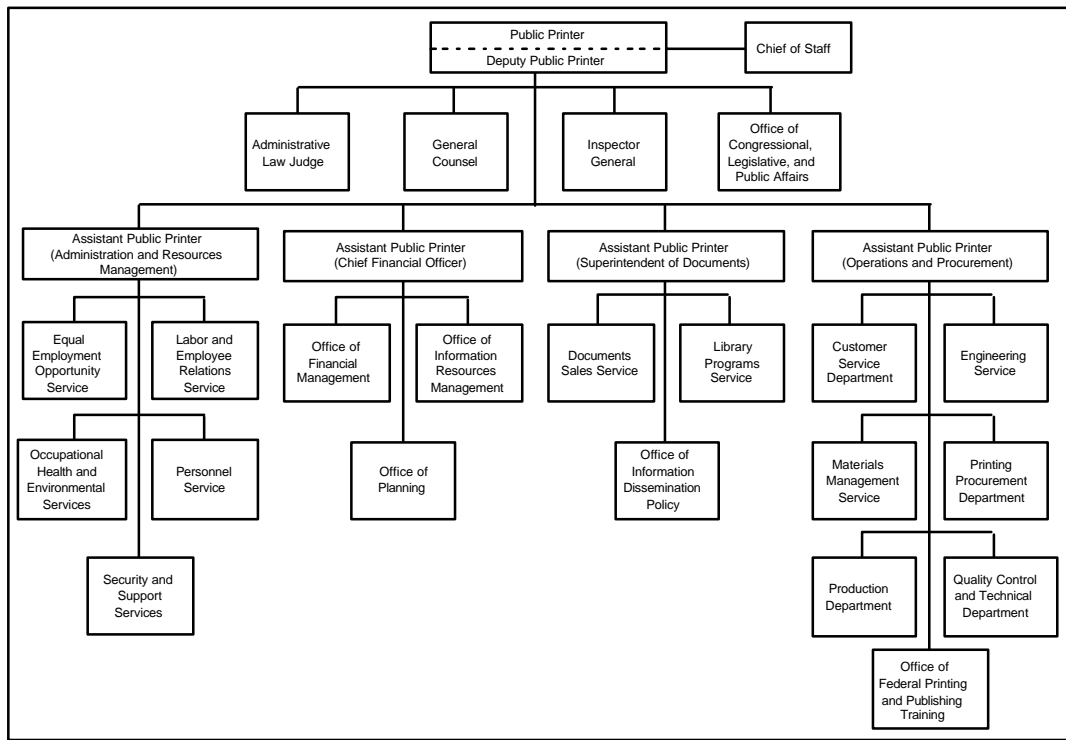 Public Printer
Deputy Public Printer
Chief of Staff
Administrative
Law Judge
General
Counsel
Inspector
General
Office of
Congressional,
Legislative, and
Public Affairs
Assistant Public Printer
(Administration and Resources
Management)
Assistant Public Printer
(Chief Financial Officer)
Assistant Public Printer
(Superintendent of Documents)
Assistant Public Printer
(Operations and Procurement)
Equal
Employment
Opportunity
Service
Labor and
Employee
Relations
Service
Office of
Financial
Management
Office of
Information
Resources
Management
Documents
Sales Service
Library
Programs
Service
Customer
Service
Department
Engineering
Service
Occupational
Health and
Environmental
Services
Personnel
Service
Office of
Planning
Office of
Information
Dissemination
Policy
Materials
Management
Service
Printing
Procurement
Department
Security and
Support
Services
Production
Department
Quality Control
and Technical
Department
Office of
Federal Printing
and Publishing
Training